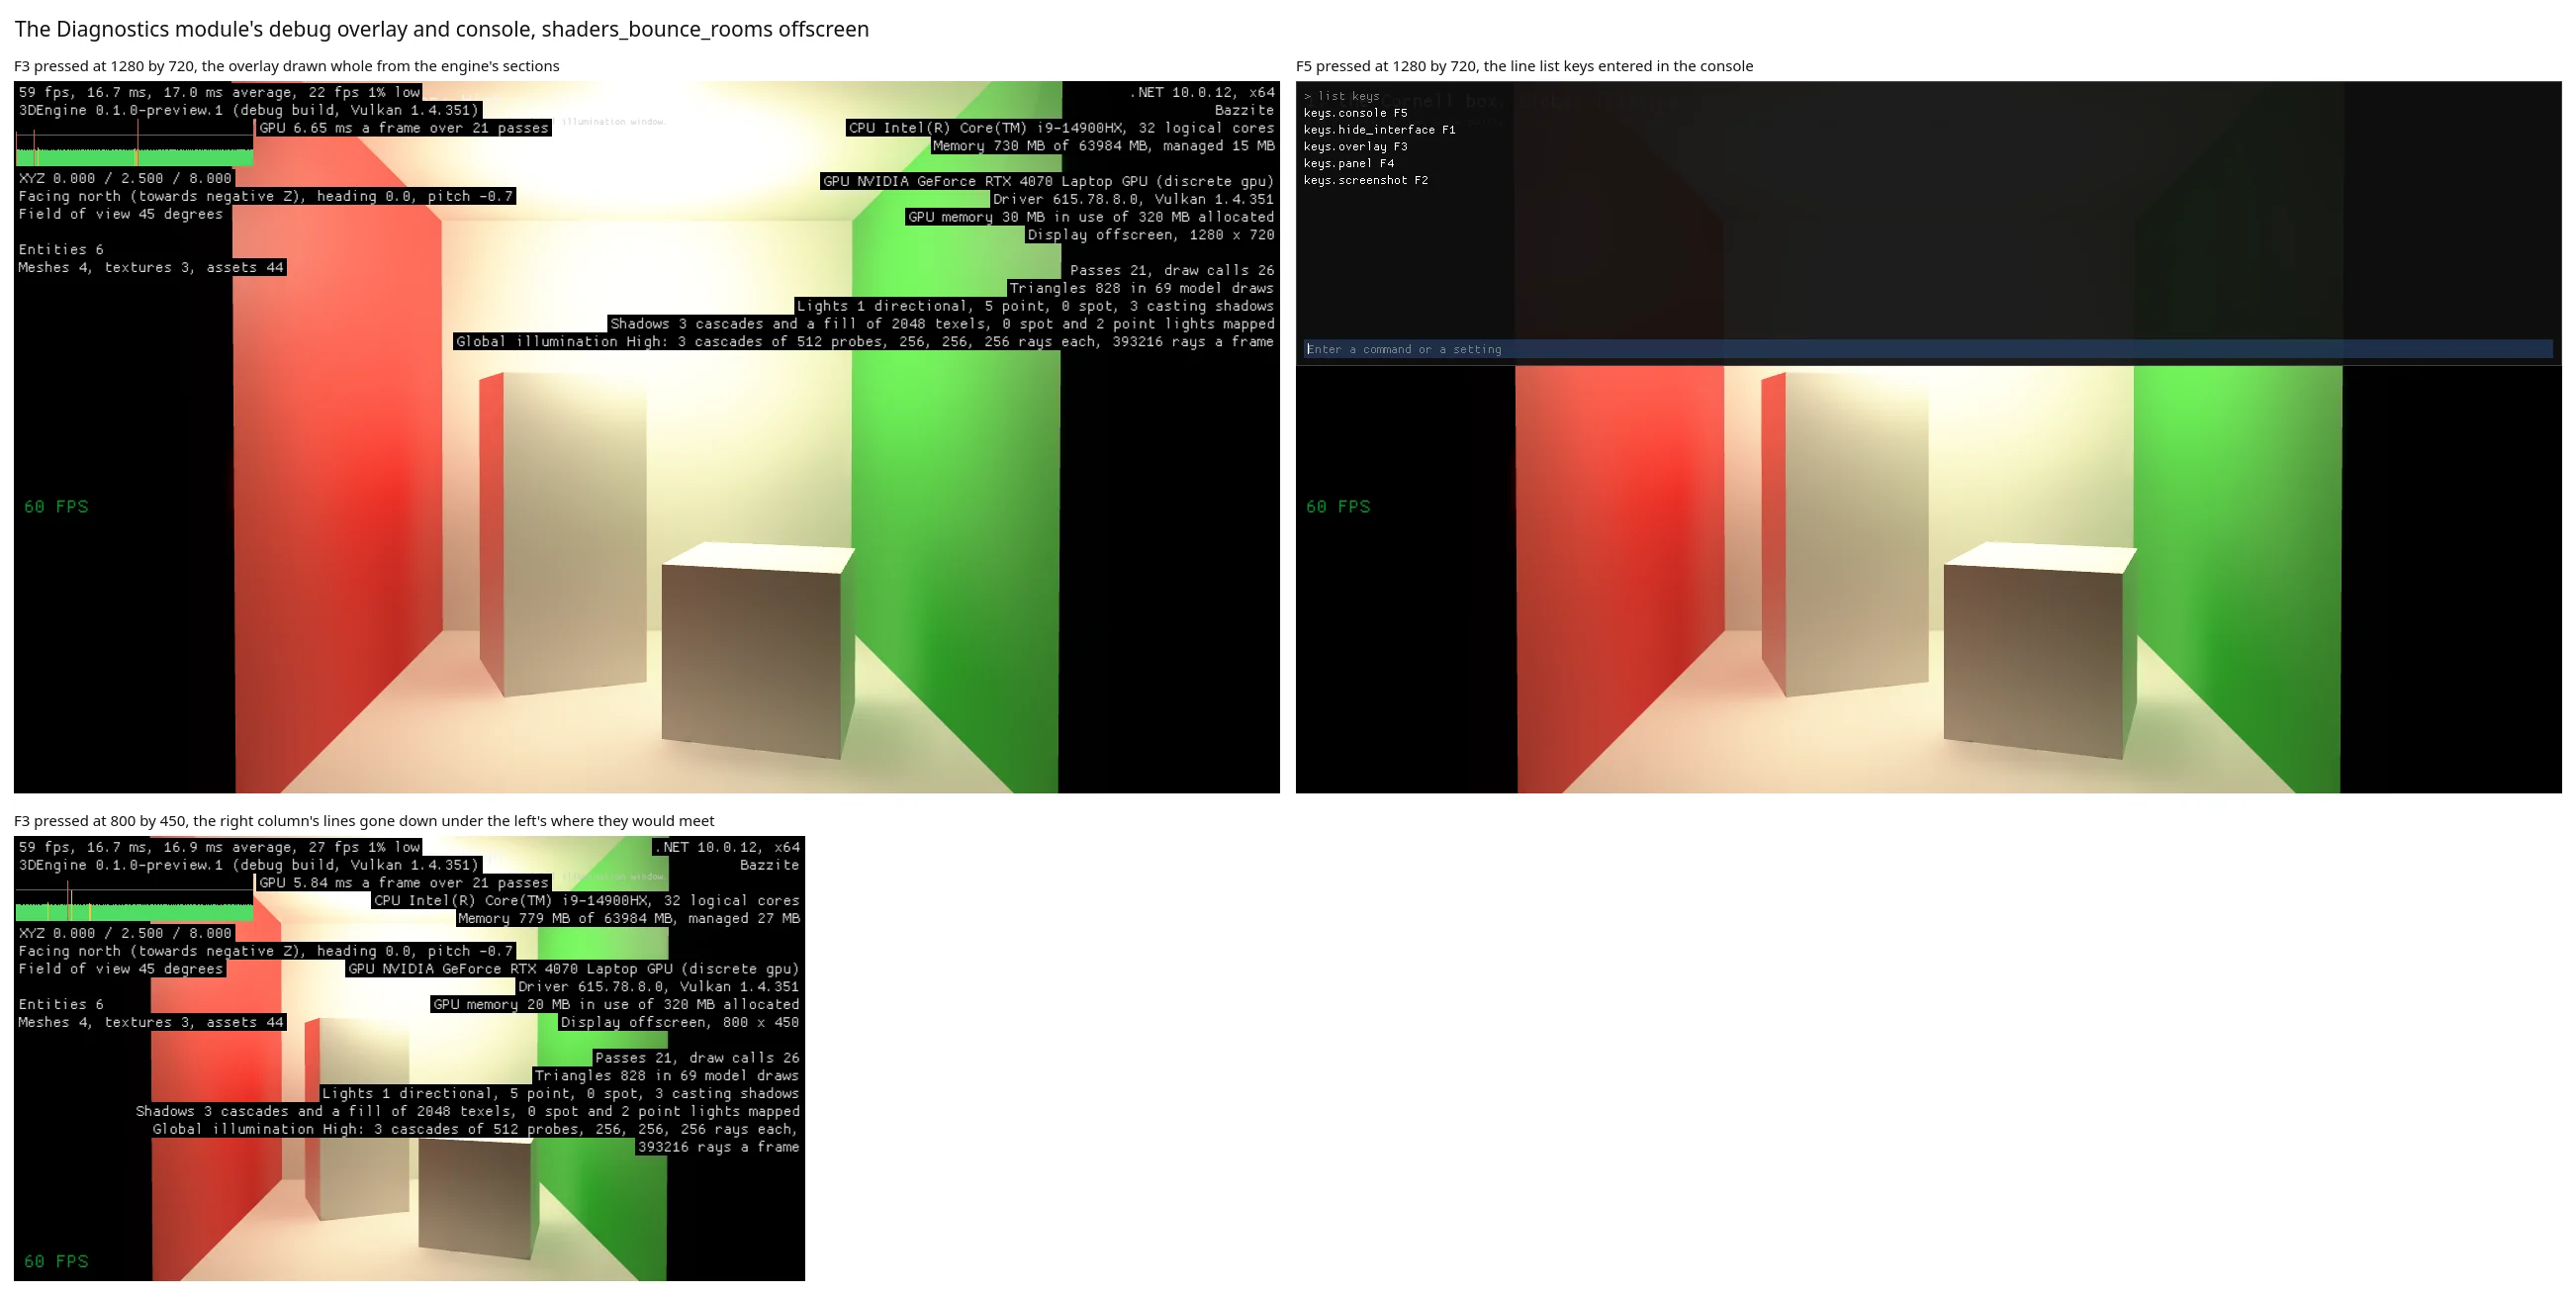 The Diagnostics module's debug overlay and console, shaders_bounce_rooms offscreen
F3 pressed at 1280 by 720, the overlay drawn whole from the engine's sections
59 fps, 16.7 ms, 17.0 ms average, 22 fps 1% low
3DEngine 0.1.0-preview.1 (debug build, Vulkan 1.4.351)
GPU 6.65 ms a frame over 21 passes
illumination window.
XYZ 0.000 / 2.500 / 8.000
Facing north (towards negative Z), heading 0.0, pitch -0.7
Field of view 45 degrees
Entities 6
Meshes 4, textures 3, assets 44
.NET 10.0.12, x64
Bazzite
CPU Intel(R) Core(TM) i9-14900HX, 32 logical cores
Memory 730 MB of 63984 MB, managed 15 MB
GPU NVIDIA GeForce RTX 4070 Laptop GPU (discrete gpu)
Driver 615.78.8.0, Vulkan 1.4.351
GPU memory 30 MB in use of 320 MB allocated
Display offscreen, 1280 x 720
Passes 21, draw calls 26
Triangles 828 in 69 model draws
Lights 1 directional, 5 point, 0 spot, 3 casting shadows
Shadows 3 cascades and a fill of 2048 texels, 0 spot and 2 point lights mapped
Global illumination High: 3 cascades of 512 probes, 256, 256, 256 rays each, 393216 rays a frame
60 FPS
F5 pressed at 1280 by 720, the line list keys entered in the console
> list keys
keys.console F5
keys.hide_interface F1
keys.overlay F3
keys.panel F4
keys.screenshot F2
Enter a command or a setting
60 FPS
F3 pressed at 800 by 450, the right column's lines gone down under the left's where they would meet
59 fps, 16.7 ms, 16.9 ms average, 27 fps 1% low
3DEngine 0.1.0-preview.1 (debug build, Vulkan 1.4.351)
GPU 5.84 ms a frame over 21 passes
XYZ 0.000 / 2.500 / 8.000
Facing north (towards negative Z), heading 0.0, pitch -0.7
Field of view 45 degrees
Entities 6
Meshes 4, textures 3, assets 44
.NET 10.0.12, x64
Bazzite
CPU Intel(R) Core(TM) i9-14900HX, 32 logical cores
Memory 779 MB of 63984 MB, managed 27 MB
GPU NVIDIA GeForce RTX 4070 Laptop GPU (discrete gpu)
Driver 615.78.8.0, Vulkan 1.4.351
GPU memory 20 MB in use of 320 MB allocated
Display offscreen, 800 x 450
Passes 21, draw calls 26
Triangles 828 in 69 model draws
Lights 1 directional, 5 point, 0 spot, 3 casting shadows
Shadows 3 cascades and a fill of 2048 texels, 0 spot and 2 point lights mapped
Global illumination High: 3 cascades of 512 probes, 256, 256, 256 rays each,
393216 rays a frame
60 FPS